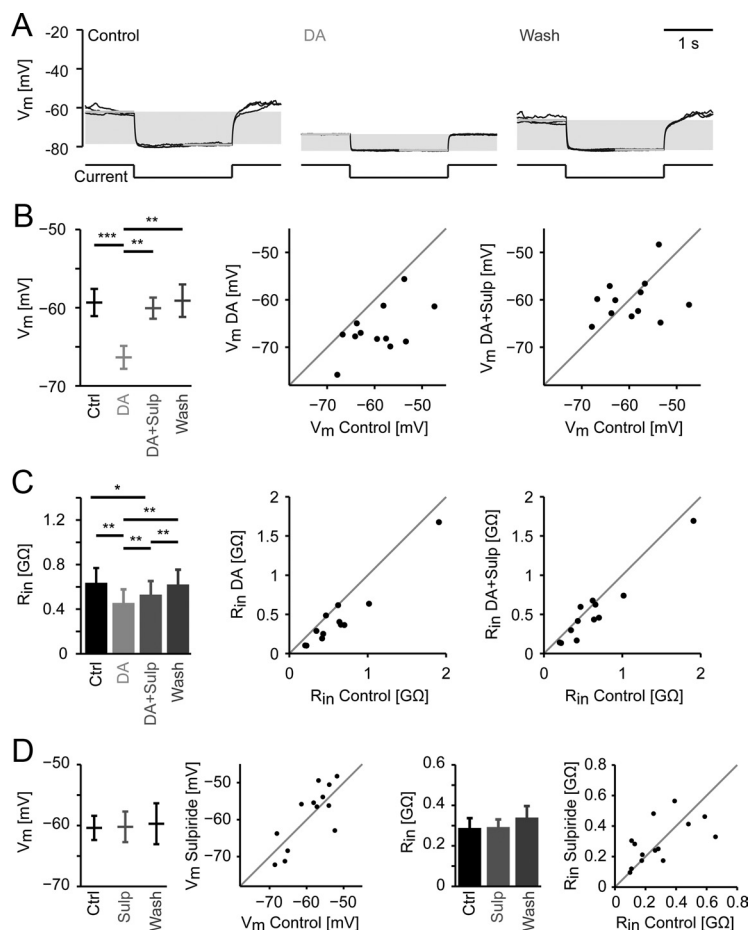 A
Control
DA
Wash
1 s
Vm [mV]
-20
-40
-60
-80
Current
B
Vm [mV]
−50
−60
−70
***
**
**
Ctrl
DA
DA+Sulp
Wash
Vm DA [mV]
−50
−60
−70
−70 −60 −50
Vm Control [mV]
Vm DA+Sulp [mV]
−50
−60
−70
−70 −60 −50
Vm Control [mV]
C
Rin [GΩ]
1.2
0.8
0.4
0
*
**
**
**
**
Ctrl
DA
DA+Sulp
Wash
Rin DA [GΩ]
2
1.5
1
0.5
0
0 1 2
Rin Control [GΩ]
Rin DA+Sulp [GΩ]
2
1.5
1
0.5
0
0 1 2
Rin Control [GΩ]
D
Vm [mV]
−50
−60
−70
Ctrl
Sulp
Wash
Vm Sulpiride [mV]
−50
−60
−70
−70 −60 −50
Vm Control [mV]
Rin [GΩ]
0.6
0.4
0.2
0
Ctrl
Sulp
Wash
Rin Sulpiride [GΩ]
0.8
0.6
0.4
0.2
0
0 0.4 0.8
Rin Control [GΩ]